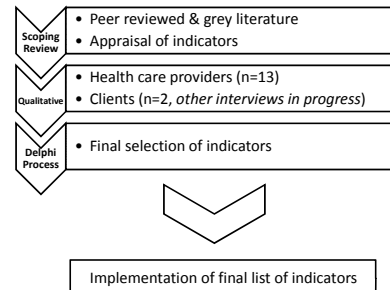 Scoping
Review
• Peer reviewed & grey literature
• Appraisal of indicators
Qualitative
• Health care providers (n=13)
• Clients (n=2, other interviews in progress)
Delphi
Process
• Final selection of indicators
Implementation of final list of indicators